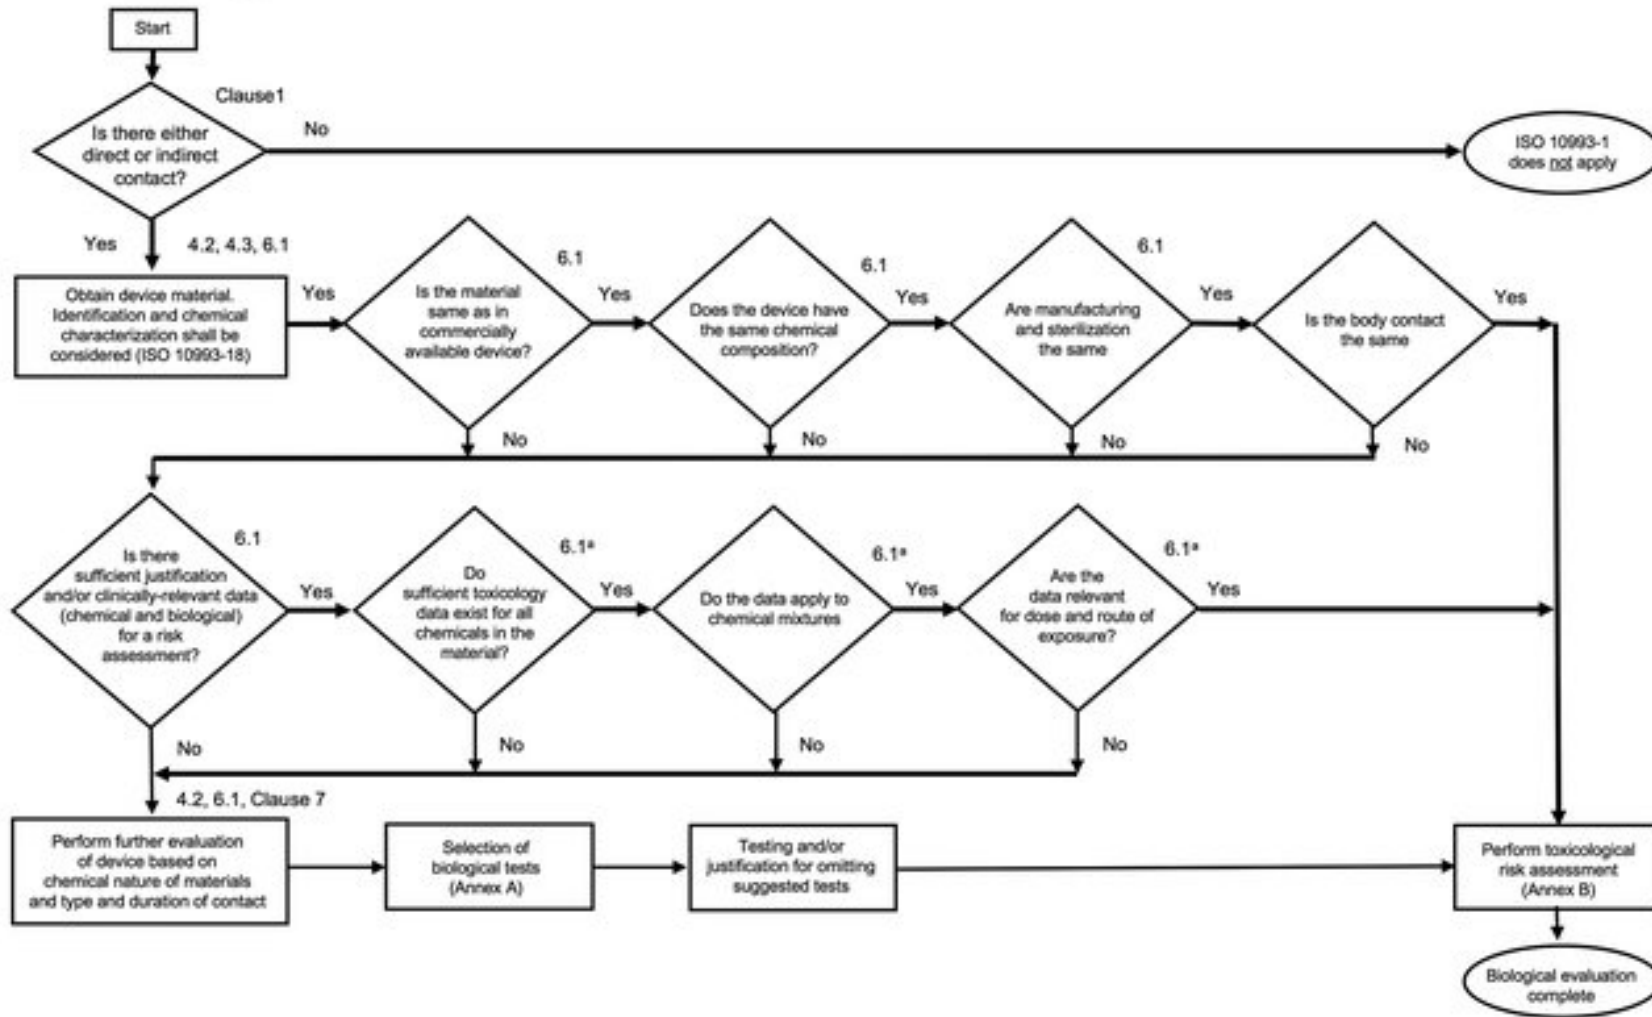 Start
Clause1
Is there either
direct or indirect
contact?
No
ISO 10993-1
does not apply
Yes
4.2, 4.3, 6.1
Obtain device material.
Identification and chemical
characterization shall be
considered (ISO 10993-18)
Yes
Is the material
same as in
commercially
available device?
6.1
Yes
No
Does the device have
the same chemical
composition?
6.1
Yes
No
Are manufacturing
and sterilization
the same
6.1
Yes
No
Is the body contact
the same
Yes
No
Is there
sufficient justification
and/or clinically-relevant data
(chemical and biological)
for a risk
assessment?
6.1
Yes
No
Do
sufficient toxicology
data exist for all
chemicals in the
material?
6.1ª
Yes
No
Do the data apply to
chemical mixtures
6.1ª
Yes
No
Are the
data relevant
for dose and route of
exposure?
6.1ª
Yes
No
4.2, 6.1, Clause 7
Perform further evaluation
of device based on
chemical nature of materials
and type and duration of contact
Selection of
biological tests
(Annex A)
Testing and/or
justification for omitting
suggested tests
Perform toxicological
risk assessment
(Annex B)
Biological evaluation
complete